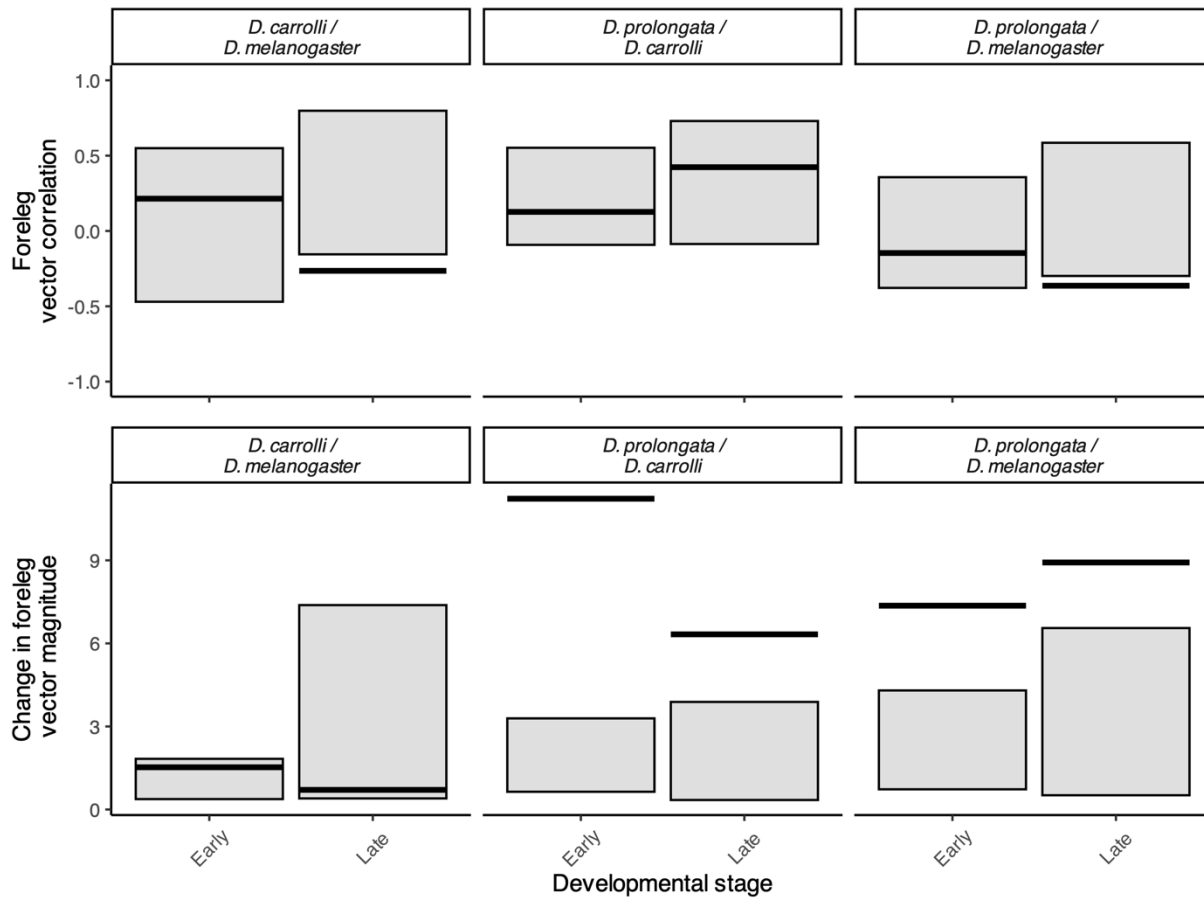 D. carrolli /
D. melanogaster
D. prolongata /
D. carrolli
D. prolongata /
D. melanogaster
Foreleg
vector correlation
1.0
0.5
0.0
-0.5
-1.0
D. carrolli /
D. melanogaster
D. prolongata /
D. carrolli
D. prolongata /
D. melanogaster
Change in foreleg
vector magnitude
9
6
3
0
Early
Late
Early
Late
Early
Late
Developmental stage